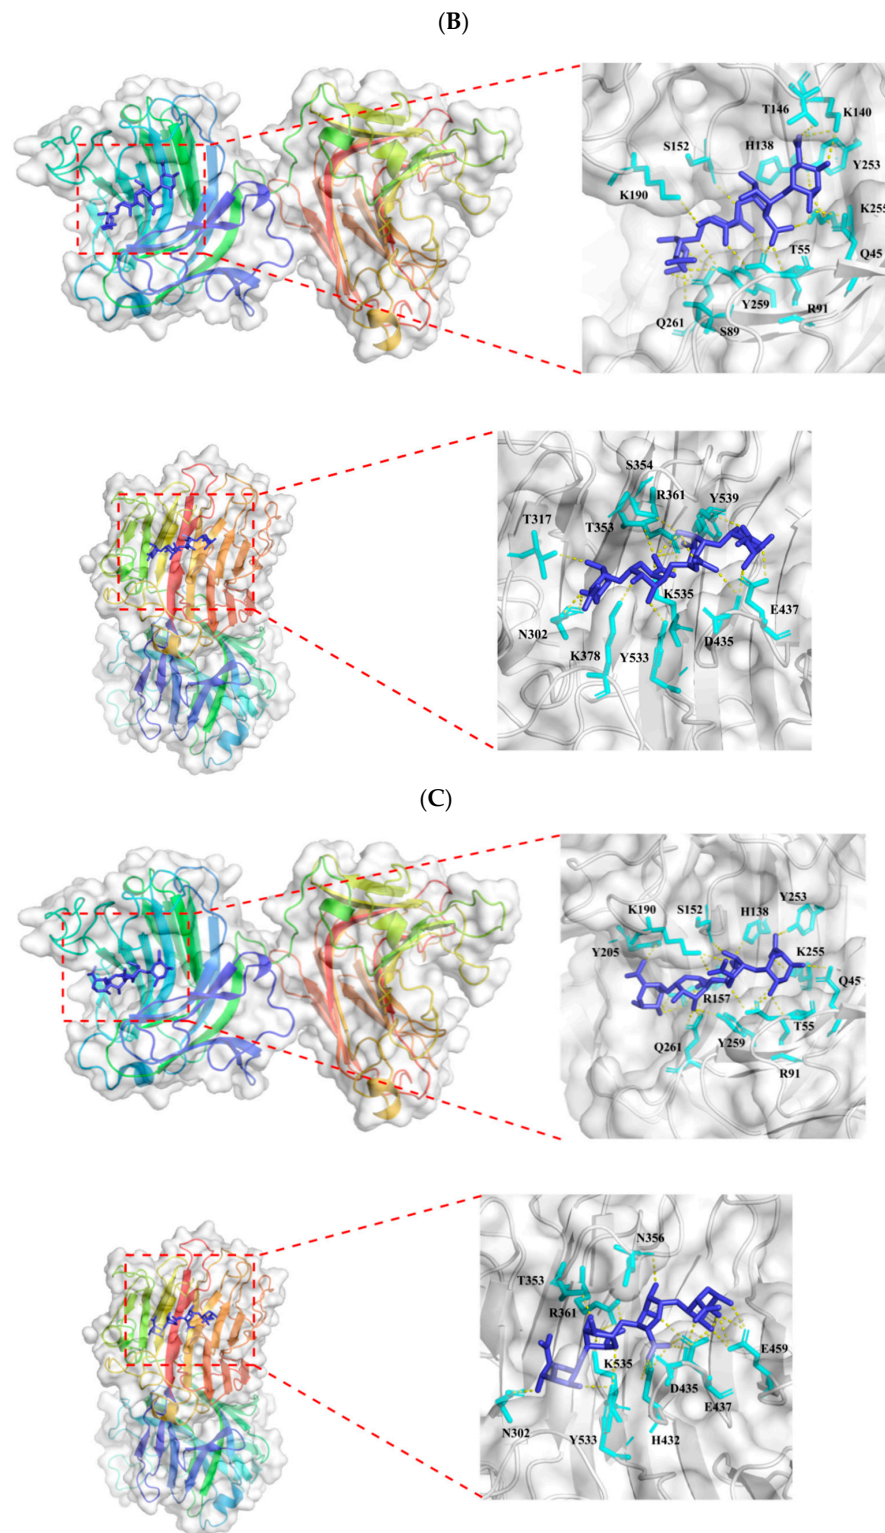 (B)
T146
K140
S152
H138
Y253
K190
K255
T55
Q45
Y259
Q261
R91
S89
S354
R361
Y539
T317
T353
K535
E437
N302
D435
K378
Y533
(C)
Y253
K190
S152
H138
Y205
K255
Q45
R157
T55
Q261
Y259
R91
N356
T353
R361
E459
K535
D435
E437
N302
Y533
H432